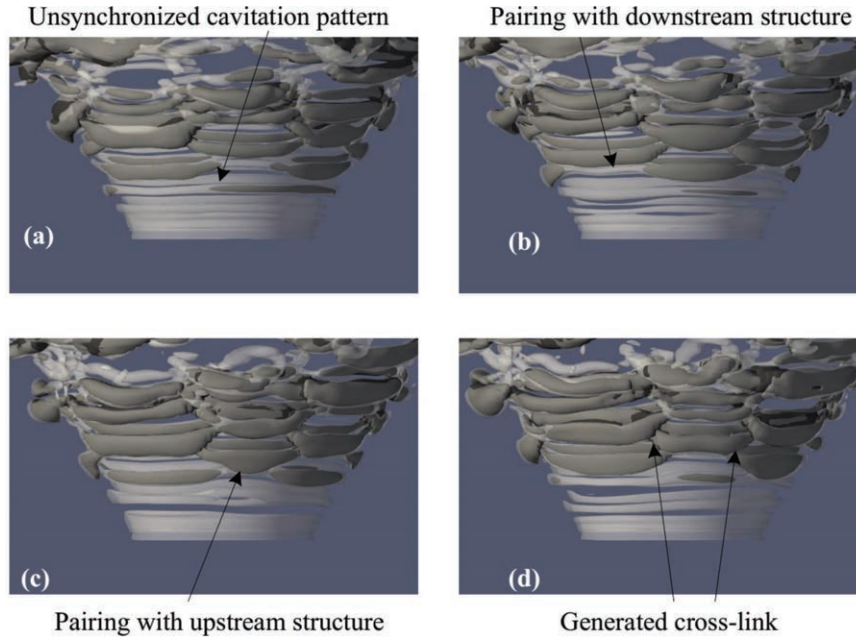 Unsynchronized cavitation pattern
Pairing with downstream structure
(a)
(b)
(c)
(d)
Pairing with upstream structure
Generated cross-link